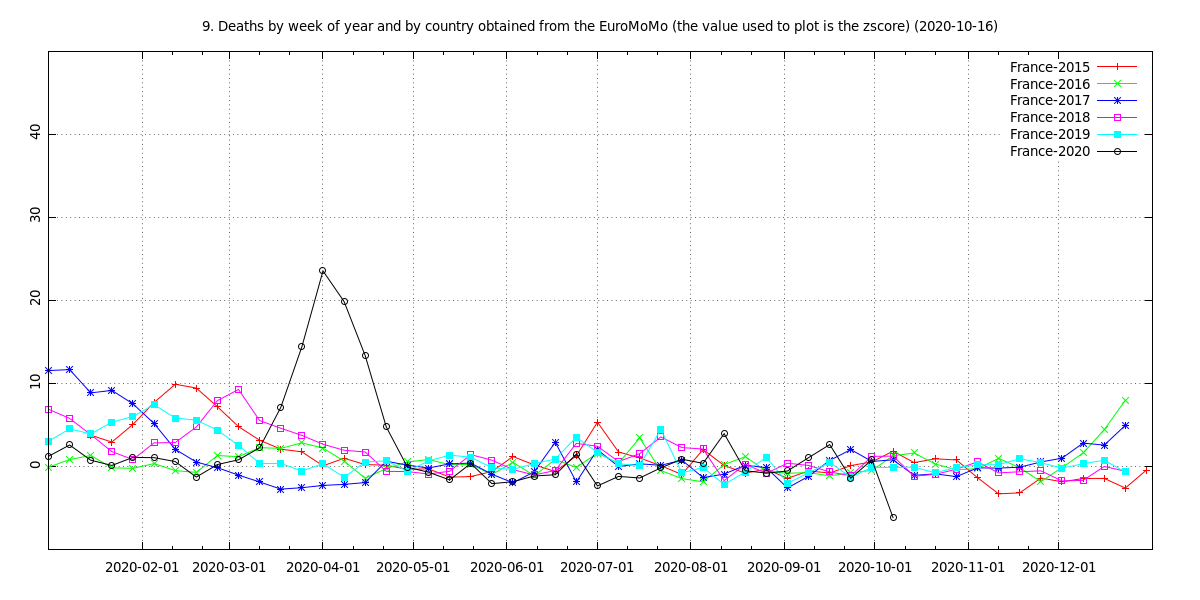 9. Deaths by week of year and by country obtained from the EuroMoMo (the value used to plot is the zscore) (2020-10-16)
France-2015
France-2016
France-2017
France-2018
France-2019
France-2020
40
30
20
10
0
2020-02-01 2020-03-01 2020-04-01 2020-05-01 2020-06-01 2020-07-01 2020-08-01 2020-09-01 2020-10-01 2020-11-01 2020-12-01